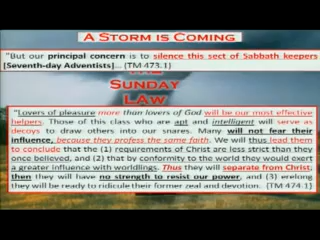 A Storm is Coming
"But our principal concern is to silence this sect of Sabbath keepers
[Seventh-day Adventists]... {TM 473.1}
The
Sunday
Law
"Lovers of pleasure more than lovers of God will be our most effective
helpers. Those of this class who are apt and intelligent will serve as
decoys to draw others into our snares. Many will not fear their
influence, because they profess the same faith. We will thus lead them
to conclude that the (1) requirements of Christ are less strict than they
once believed, and (2) that by conformity to the world they would exert
a greater influence with worldlings. Thus they will separate from Christ;
then they will have no strength to resist our power, and (3) erelong
they will be ready to ridicule their former zeal and devotion. {TM 474.1}